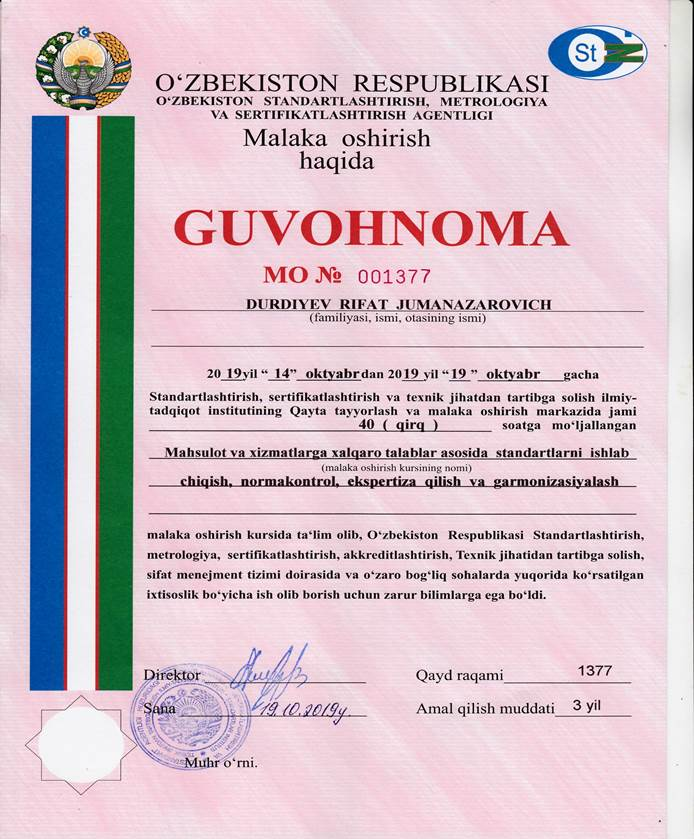 St
O‘ZBEKISTON RESPUBLIKASI
O‘ZBEKISTON STANDARTLASHTIRISH, METROLOGIYA
VA SERTIFIKATLASHTIRISH AGENTLIGI
Malaka oshirish
haqida
GUVOHNOMA
MO № 001377
DURDIYEV RIFAT JUMANAZAROVICH
(familiyasi, ismi, otasining ismi)
20 19 yil “ 14 ” oktyabr dan 2019 yil “ 19 ” oktyabr gacha
Standartlashtirish, sertifikatlashtirish va texnik jihatdan tartibga solish ilmiy-
tadqiqot institutining Qayta tayyorlash va malaka oshirish markazida jami
40 ( qirq ) soatga mo‘ljallangan
Mahsulot va xizmatlarga xalqaro talablar asosida standartlarni ishlab
(malaka oshirish kursining nomi)
chiqish, normakontrol, ekspertiza qilish va garmonizasiyalash
malaka oshirish kursida ta‘lim olib, O‘zbekiston Respublikasi Standartlashtirish,
metrologiya, sertifikatlashtirish, akkreditlashtirish, Texnik jihatidan tartibga solish,
sifat menejment tizimi doirasida va o‘zaro bog‘liq sohalarda yuqorida ko‘rsatilgan
ixtisoslik bo‘yicha ish olib borish uchun zarur bilimlarga ega bo‘ldi.
Direktor
Qayd raqami 1377
Sana 19.10.2019y.
Amal qilish muddati 3 yil
Muhr o‘rni.